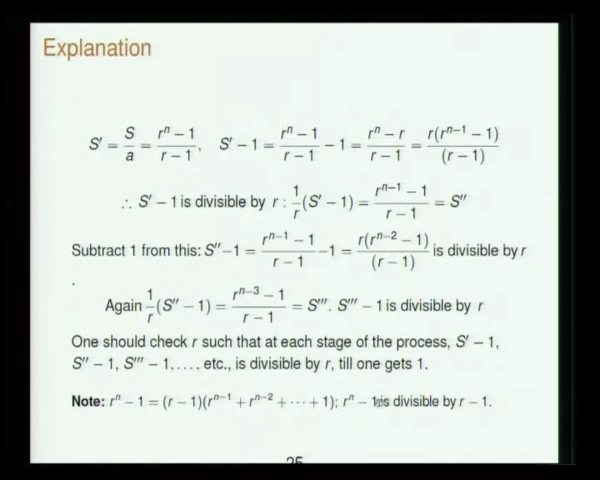 Explanation
S′ = S/a = (rⁿ − 1)/(r − 1), S′ − 1 = (rⁿ − 1)/(r − 1) − 1 = (rⁿ − r)/(r − 1) = r(rⁿ⁻¹ − 1)/(r − 1)
∴ S′ − 1 is divisible by r : 1/r (S′ − 1) = (rⁿ⁻¹ − 1)/(r − 1) = S″
Subtract 1 from this: S″ − 1 = (rⁿ⁻¹ − 1)/(r − 1) − 1 = r(rⁿ⁻² − 1)/(r − 1) is divisible by r
.
Again 1/r (S″ − 1) = (rⁿ⁻³ − 1)/(r − 1) = S‴. S‴ − 1 is divisible by r
One should check r such that at each stage of the process, S′ − 1,
S″ − 1, S‴ − 1, . . . , etc., is divisible by r, till one gets 1.
Note: rⁿ − 1 = (r − 1)(rⁿ⁻¹ + rⁿ⁻² + ··· + 1); rⁿ − 1 is divisible by r − 1.
25